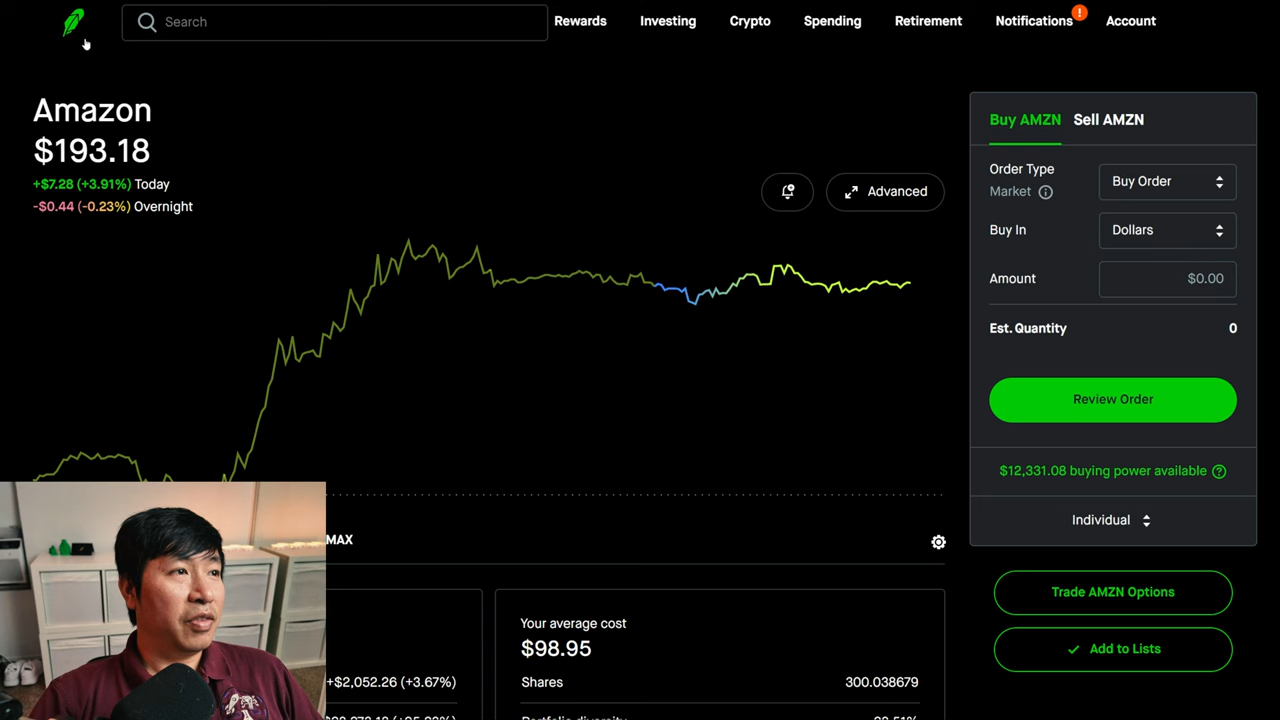 Search
Rewards
Investing
Crypto
Spending
Retirement
Notifications
!
Account
Amazon
$193.18
+$7.28 (+3.91%) Today
-$0.44 (-0.23%) Overnight
Advanced
MAX
+$2,052.26 (+3.67%)
Your average cost
$98.95
Shares 300.038679
Portfolio diversity
Buy AMZN Sell AMZN
Order Type
Market
Buy Order
Buy In Dollars
Amount $0.00
Est. Quantity 0
Review Order
$12,331.08 buying power available
Individual
Trade AMZN Options
Add to Lists